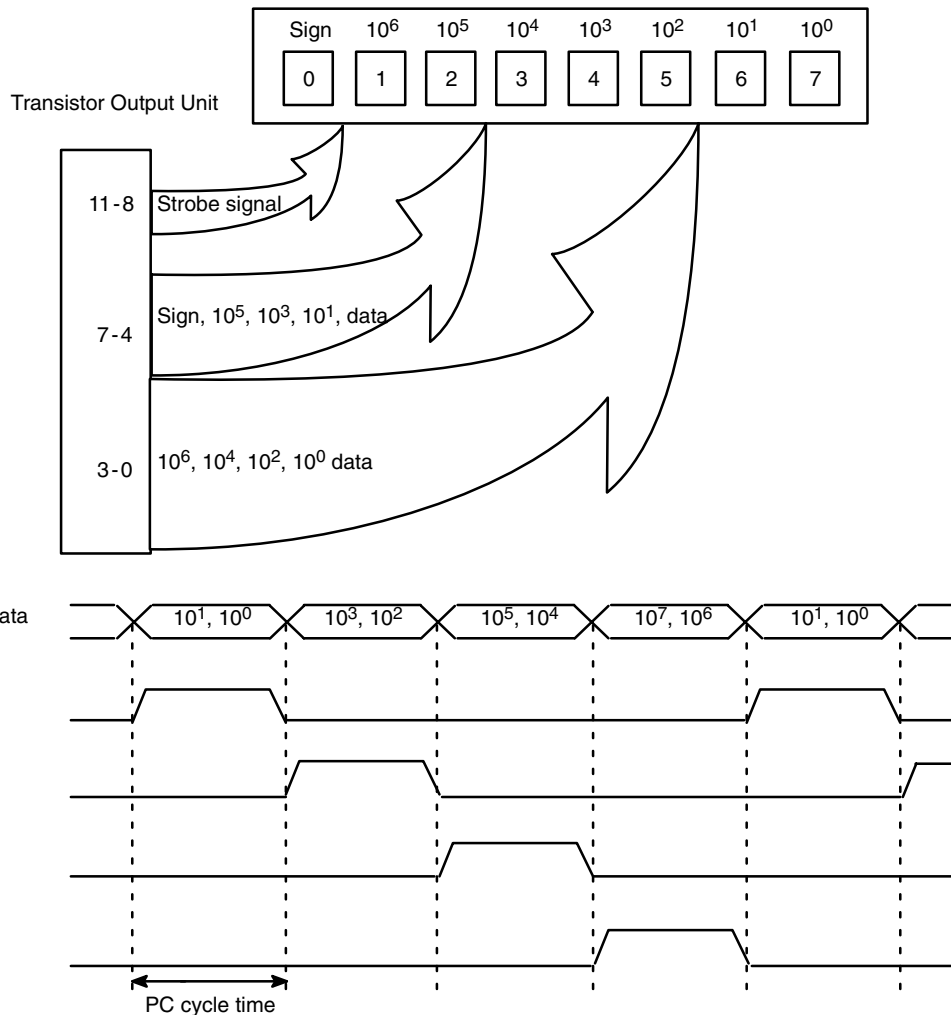 Sign 10⁶ 10⁵ 10⁴ 10³ 10² 10¹ 10⁰
0 1 2 3 4 5 6 7
Transistor Output Unit
11-8 Strobe signal
7-4 Sign, 10⁵, 10³, 10¹, data
3-0 10⁶, 10⁴, 10², 10⁰ data
ata 10¹, 10⁰ 10³, 10² 10⁵, 10⁴ 10⁷, 10⁶ 10¹, 10⁰
PC cycle time